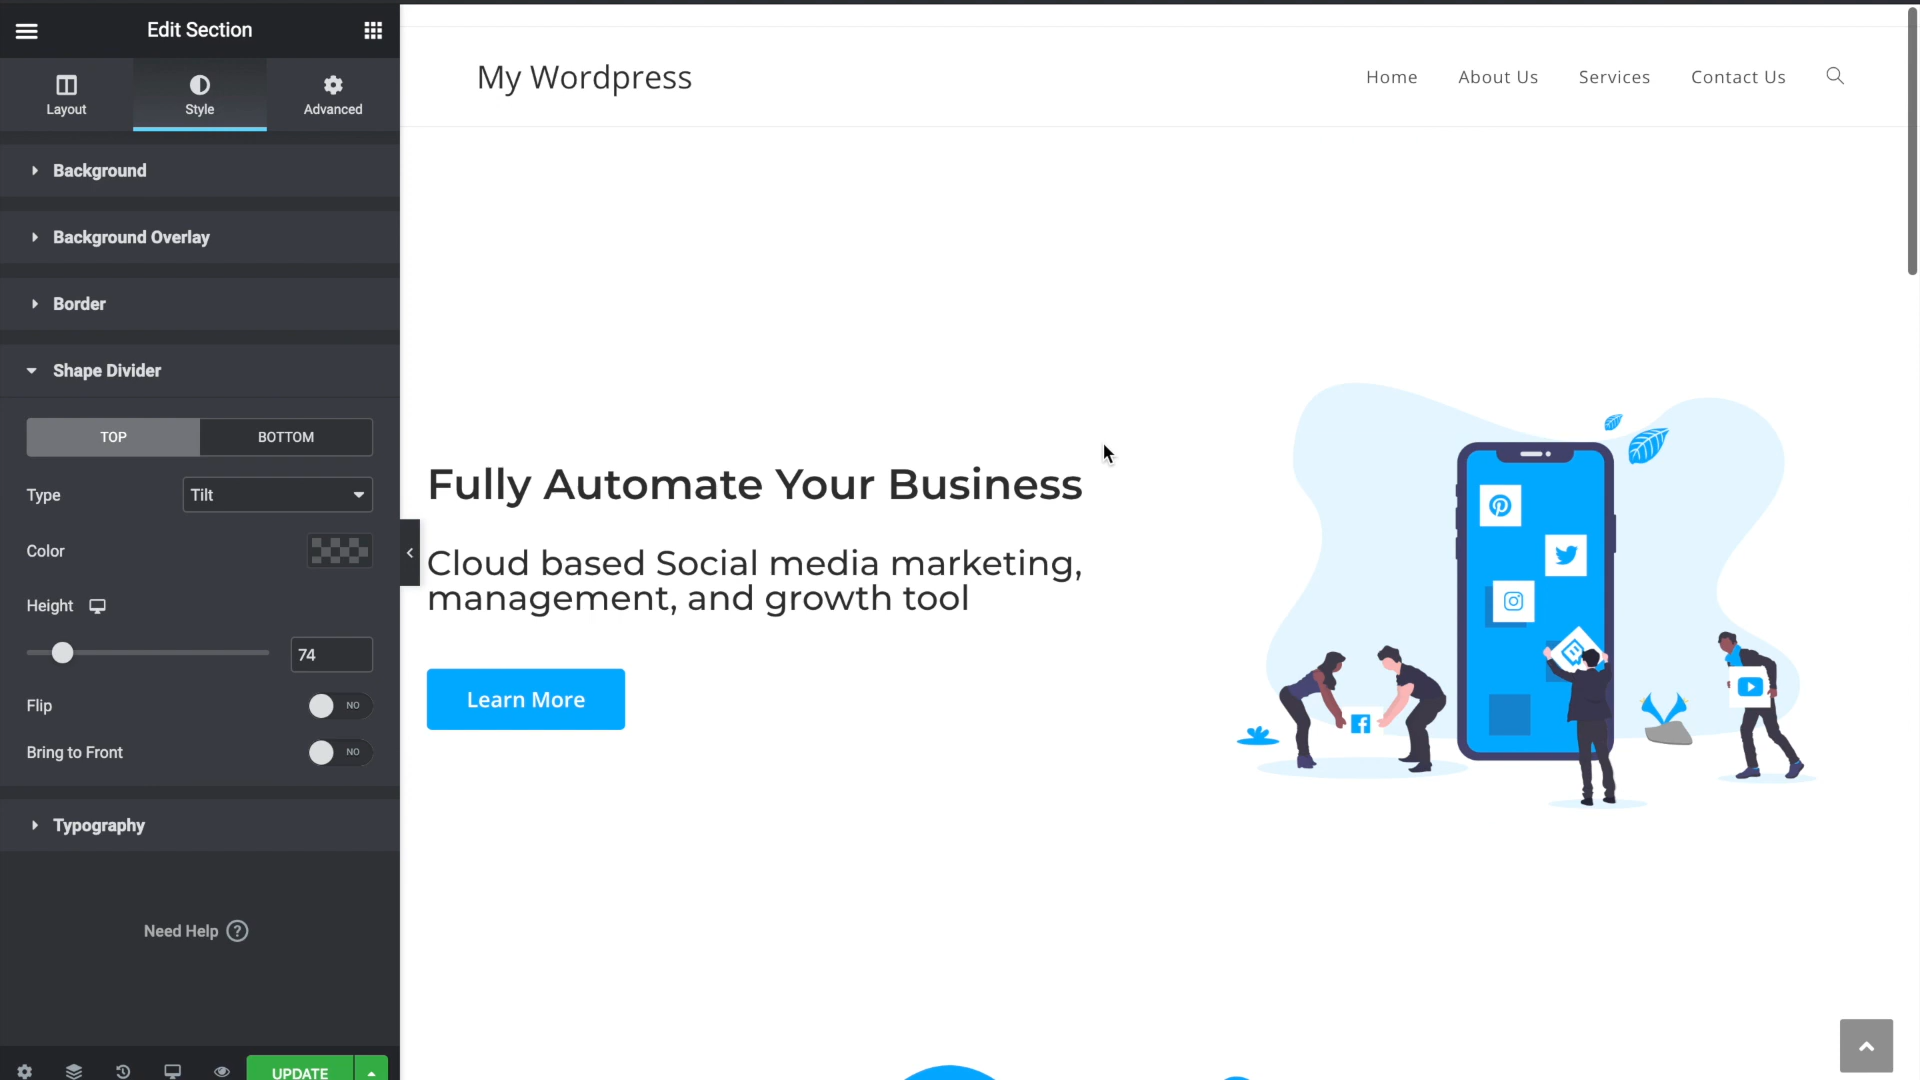 Edit Section
Layout
Style
Advanced
Background
Background Overlay
Border
Shape Divider
TOP
BOTTOM
Type
Tilt
Color
Height
74
Flip
NO
Bring to Front
NO
Typography
Need Help ?
UPDATE
My Wordpress
Home
About Us
Services
Contact Us
Fully Automate Your Business
Cloud based Social media marketing,
management, and growth tool
Learn More